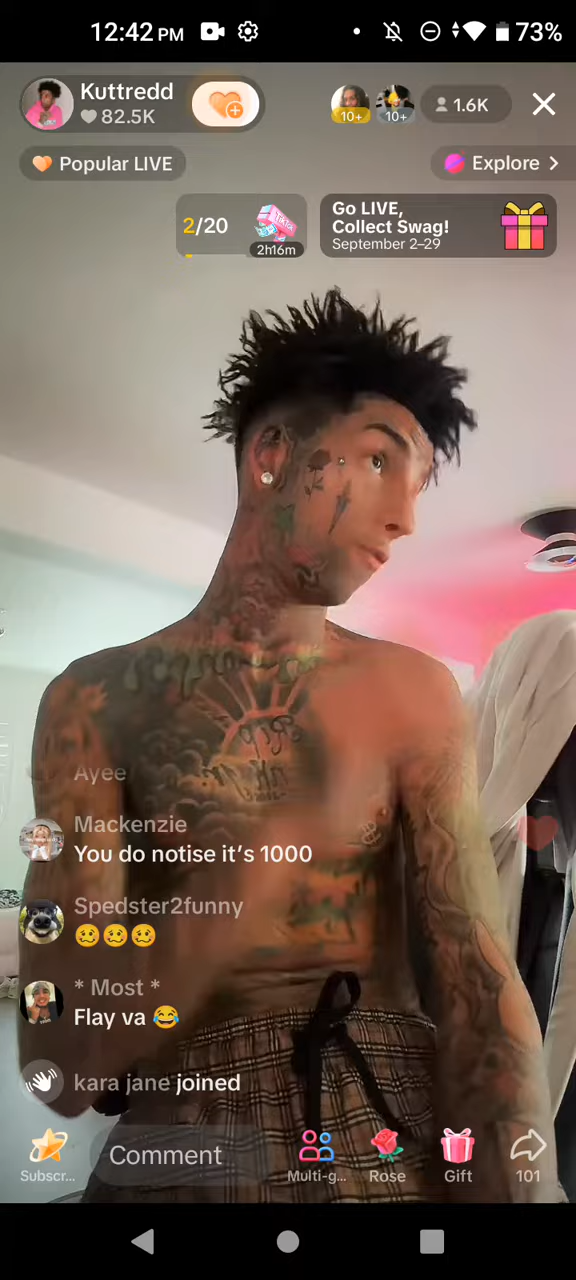 12:42 PM
73%
Kuttredd
82.5K
10+
10+
1.6K
Popular LIVE
Explore >
2/20
TikTok
2h16m
Go LIVE,
Collect Swag!
September 2–29
Ayee
Mackenzie
You do notise it's 1000
Spedster2funny
🥴🥴🥴
* Most *
Flay va 😂
kara jane joined
Subscr...
Comment
Multi-g...
Rose
Gift
101